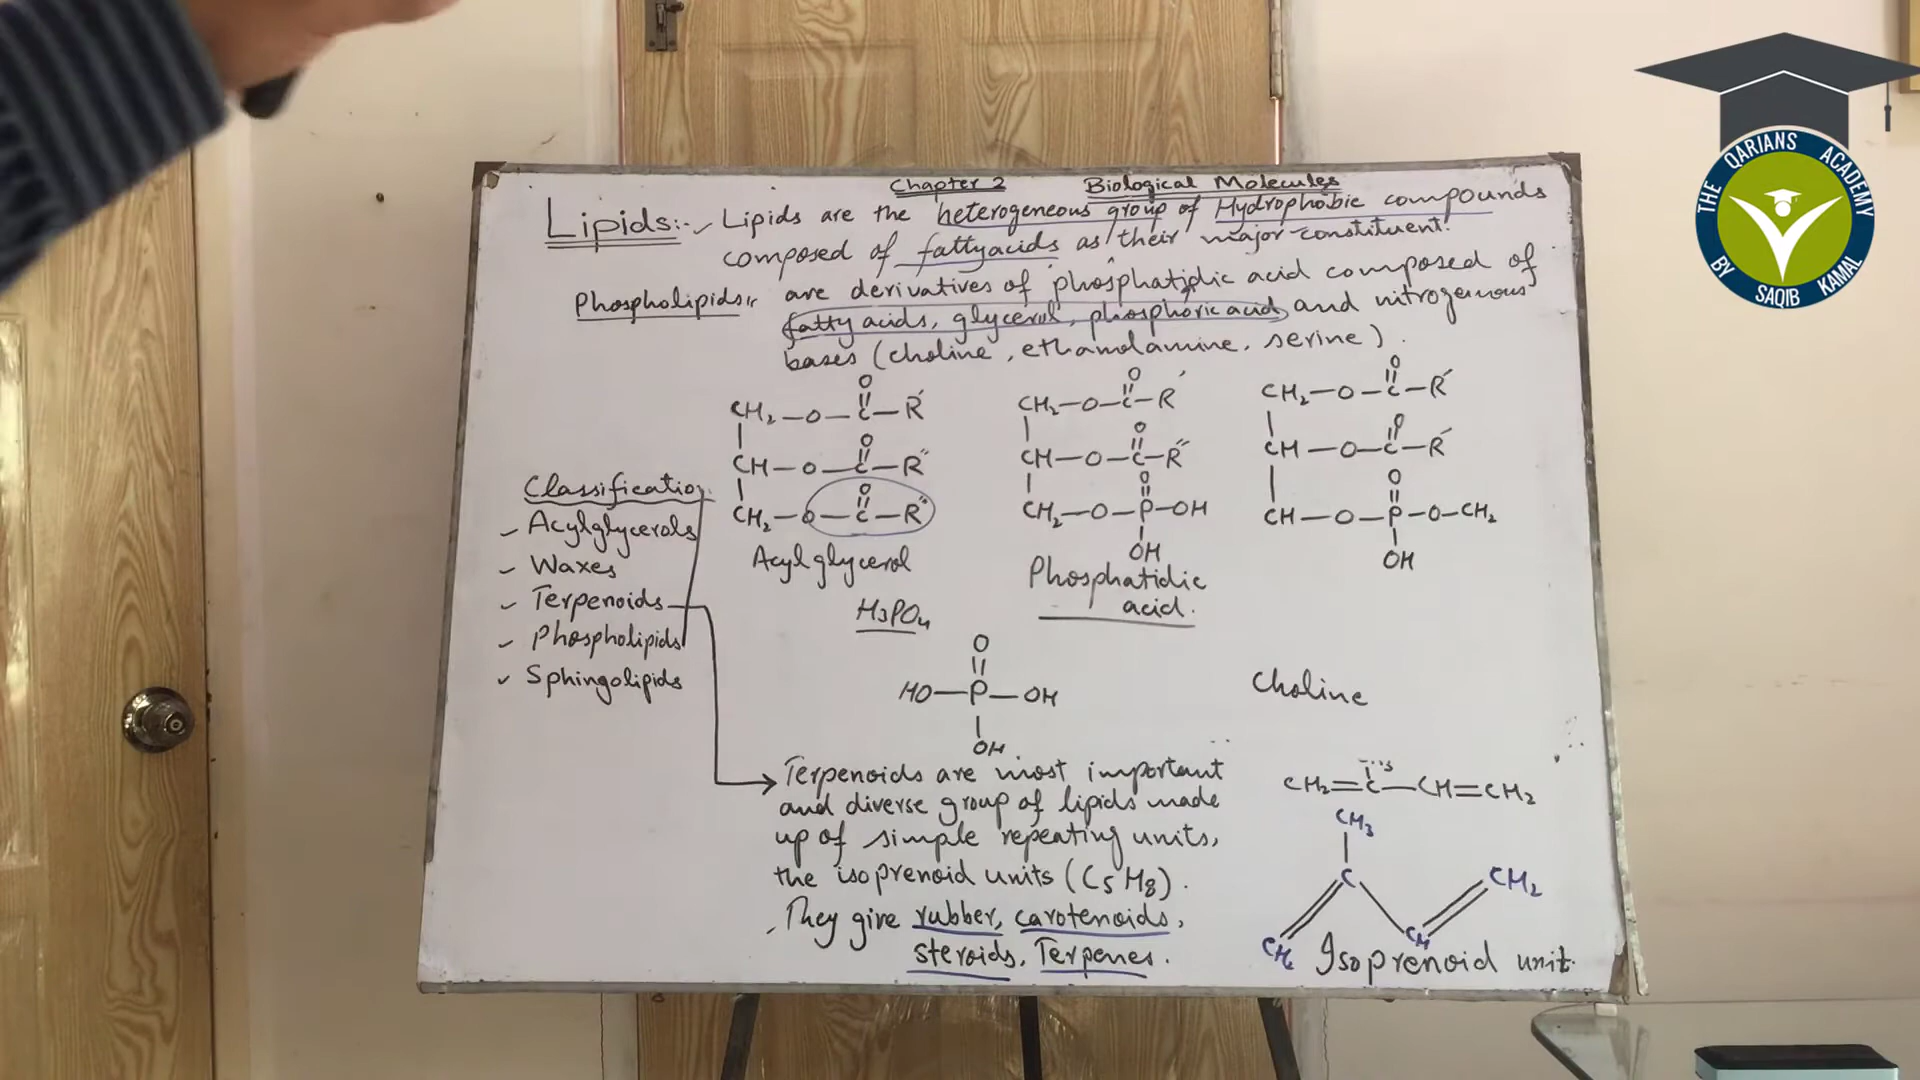 Chapter 2 Biological Molecules
Lipids:- Lipids are the heterogeneous group of Hydrophobic compounds
composed of fattyacids as their major constituent.
Phospholipids:- are derivatives of phosphatidic acid composed of
fatty acids, glycerol, phosphoric acid and nitrogenous
bases (choline, ethanolamine, serine).
CH₂—O—C—R'
O
CH—O—C—R''
O
CH₂—O—C—R''
O
Acylglycerol
CH₂—O—C—R'
O
CH—O—C—R''
O
CH₂—O—P—OH
O
OH
Phosphatidic
acid.
CH₂—O—C—R'
O
CH—O—C—R'
O
CH—O—P—O—CH₂
O
OH
Classification
Acylglycerols
Waxes
Terpenoids
Phospholipids
Sphingolipids
H₃PO₄
O
HO—P—OH
OH
Choline
Terpenoids are most important
and diverse group of lipids made
up of simple repeating units,
the isoprenoid units (C₅H₈).
They give rubber, carotenoids,
steroids, Terpenes.
CH₂=C—CH=CH₂
CH₃
C
CH₂
CH
Isoprenoid unit.
THE QARIANS ACADEMY
BY SAQIB KAMAL